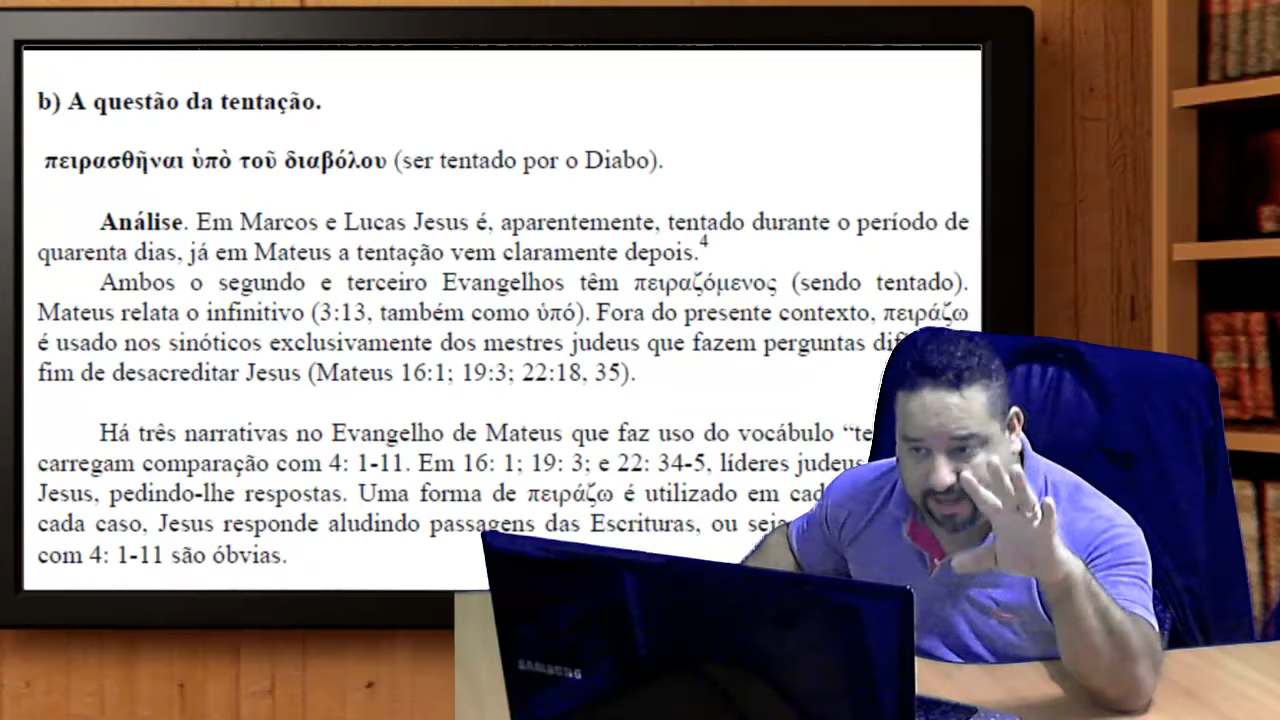 b) A questão da tentação.
πειρασθῆναι ὑπὸ τοῦ διαβόλου (ser tentado por o Diabo).
Análise. Em Marcos e Lucas Jesus é, aparentemente, tentado durante o período de
quarenta dias, já em Mateus a tentação vem claramente depois.4
Ambos o segundo e terceiro Evangelhos têm πειραζόμενος (sendo tentado).
Mateus relata o infinitivo (3:13, também como ὑπό). Fora do presente contexto, πειράζω
é usado nos sinóticos exclusivamente dos mestres judeus que fazem perguntas
fim de desacreditar Jesus (Mateus 16:1; 19:3; 22:18, 35).
Há três narrativas no Evangelho de Mateus que faz uso do vocábulo
carregam comparação com 4: 1-11. Em 16: 1; 19: 3; e 22: 34-5, líderes judeus
Jesus, pedindo-lhe respostas. Uma forma de πειράζω é utilizado em
cada caso, Jesus responde aludindo passagens das Escrituras, ou seja
com 4: 1-11 são óbvias.
SAMSUNG